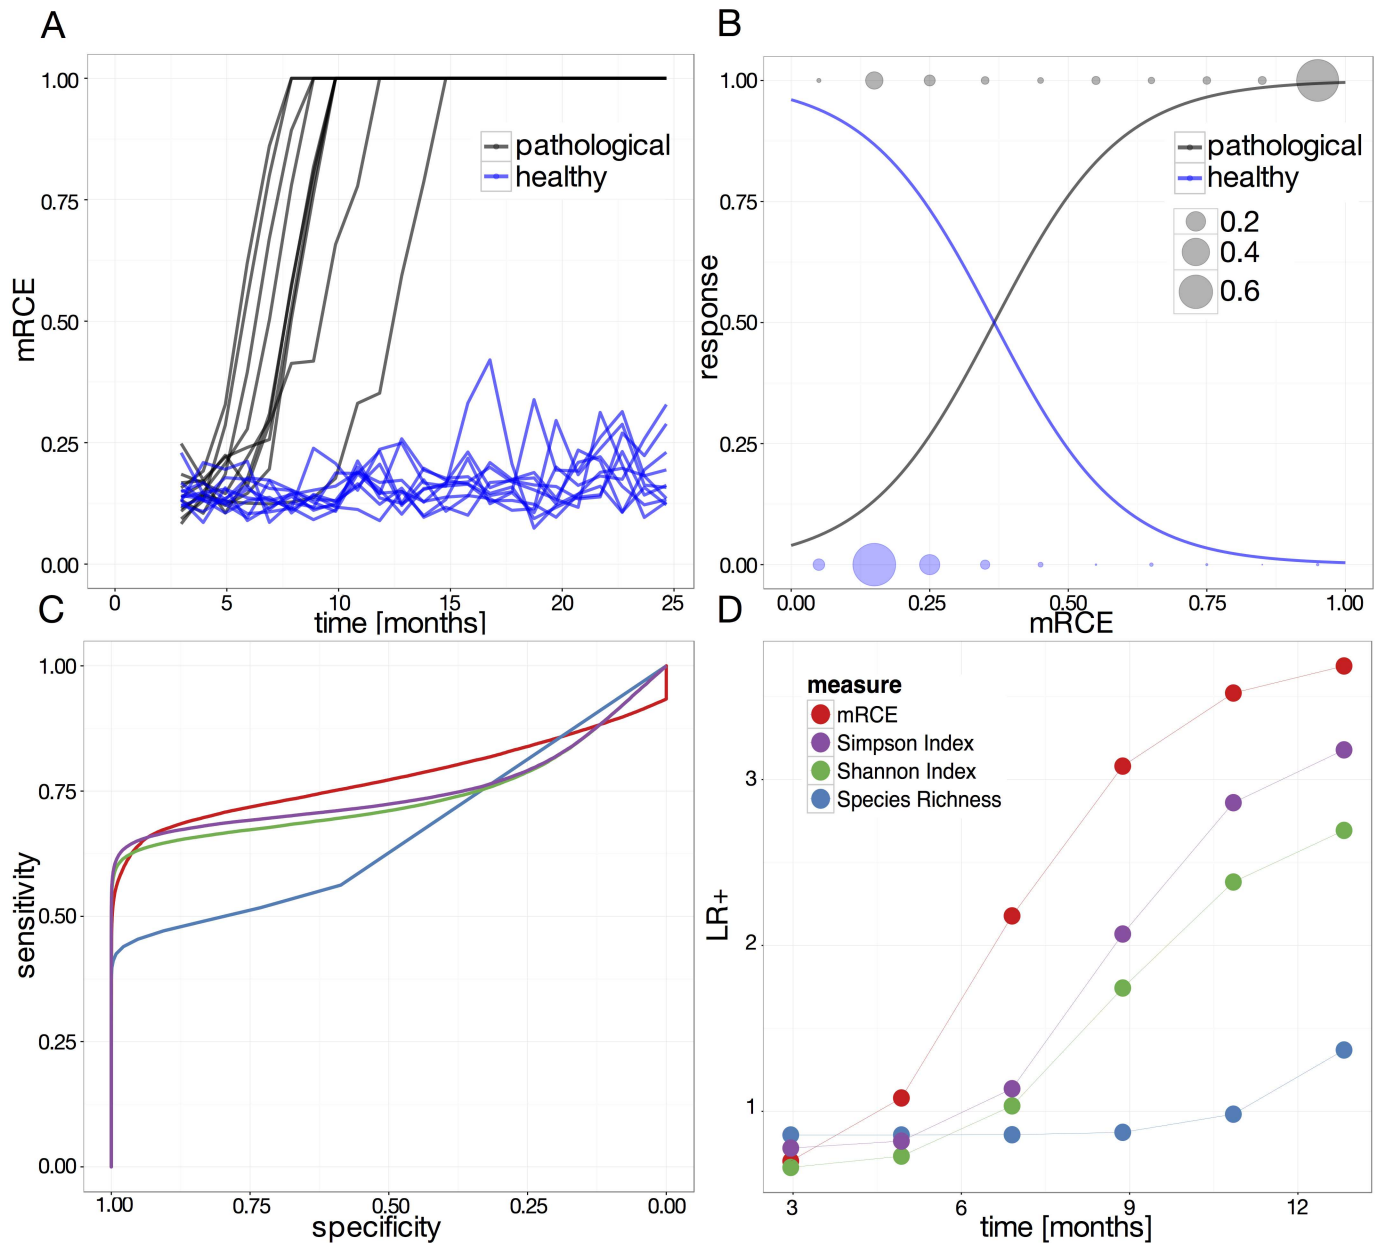 A
mRCE
1.00
0.75
0.50
0.25
0.00
pathological
healthy
0
5
10
15
20
25
time [months]
B
response
1.00
0.75
0.50
0.25
0.00
pathological
healthy
0.2
0.4
0.6
0.00
0.25
0.50
0.75
1.00
mRCE
C
sensitivity
1.00
0.75
0.50
0.25
0.00
1.00
0.75
0.50
0.25
0.00
specificity
D
LR+
3
2
1
measure
mRCE
Simpson Index
Shannon Index
Species Richness
3
6
9
12
time [months]